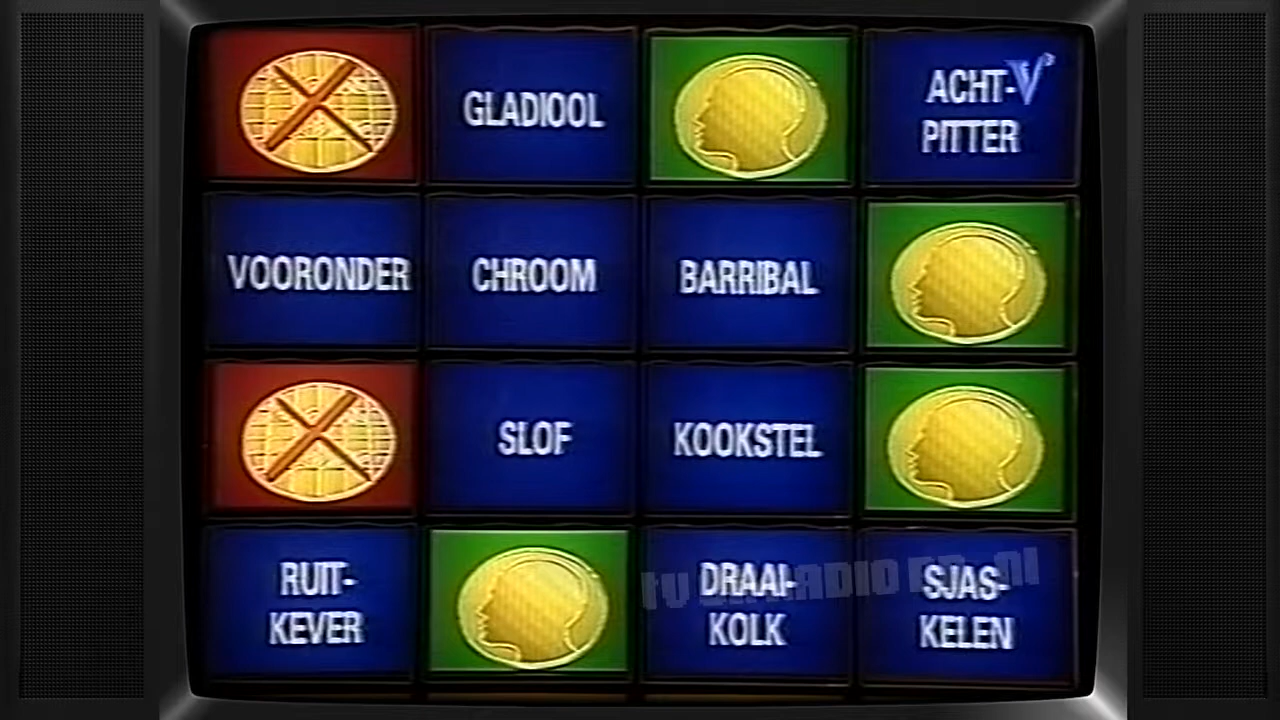 GLADIOOL
ACHT-
PITTER
VOORONDER
CHROOM
BARRIBAL
SLOF
KOOKSTEL
RUIT-
KEVER
DRAAI-
KOLK
SJAS-
KELEN